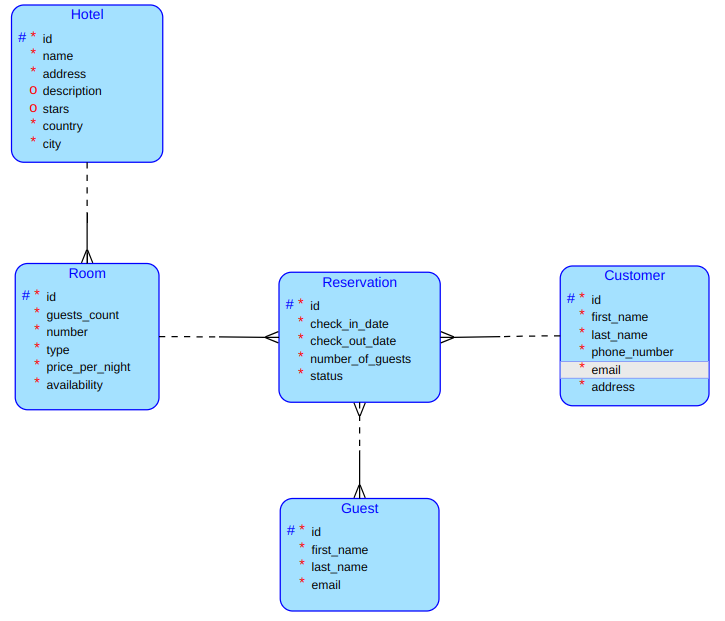 Hotel
# * id
* name
* address
o description
o stars
* country
* city
Room
# * id
* guests_count
* number
* type
* price_per_night
* availability
Reservation
# * id
* check_in_date
* check_out_date
* number_of_guests
* status
Customer
# * id
* first_name
* last_name
* phone_number
* email
* address
Guest
# * id
* first_name
* last_name
* email